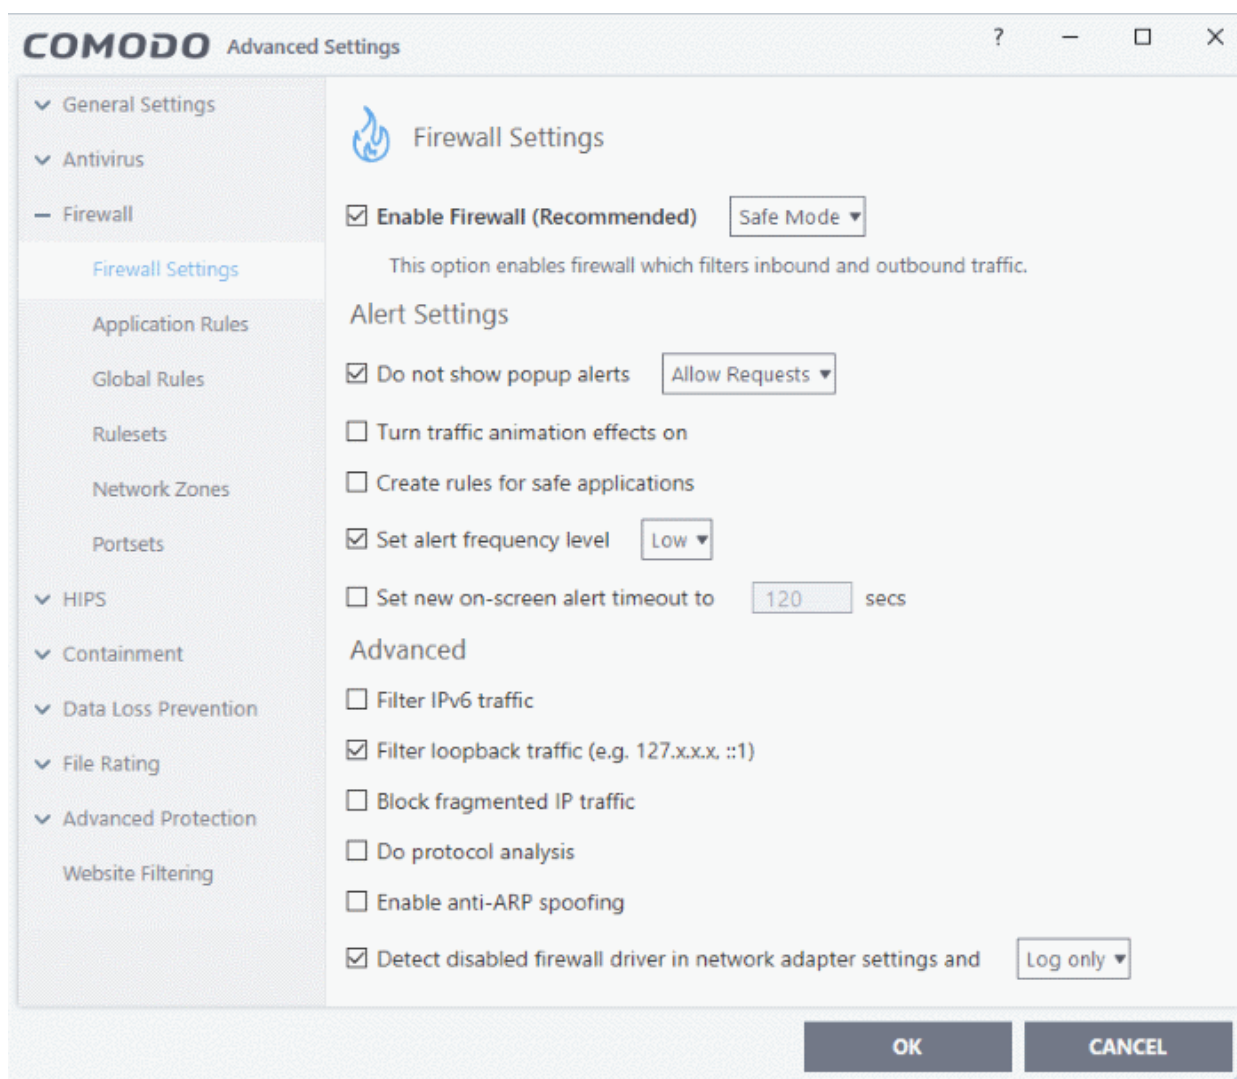 COMODO Advanced Settings ?
General Settings
Antivirus
Firewall
Firewall Settings
Application Rules
Global Rules
Rulesets
Network Zones
Portsets
HIPS
Containment
Data Loss Prevention
File Rating
Advanced Protection
Website Filtering
Firewall Settings
Enable Firewall (Recommended) Safe Mode
This option enables firewall which filters inbound and outbound traffic.
Alert Settings
Do not show popup alerts Allow Requests
Turn traffic animation effects on
Create rules for safe applications
Set alert frequency level Low
Set new on-screen alert timeout to 120 secs
Advanced
Filter IPv6 traffic
Filter loopback traffic (e.g. 127.x.x.x, ::1)
Block fragmented IP traffic
Do protocol analysis
Enable anti-ARP spoofing
Detect disabled firewall driver in network adapter settings and Log only
OK CANCEL